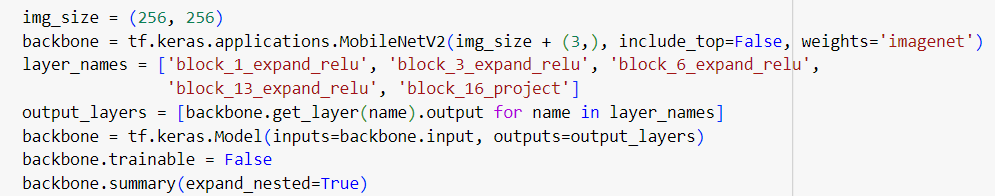 img_size = (256, 256)
backbone = tf.keras.applications.MobileNetV2(img_size + (3,), include_top=False, weights='imagenet')
layer_names = ['block_1_expand_relu', 'block_3_expand_relu', 'block_6_expand_relu',
               'block_13_expand_relu', 'block_16_project']
output_layers = [backbone.get_layer(name).output for name in layer_names]
backbone = tf.keras.Model(inputs=backbone.input, outputs=output_layers)
backbone.trainable = False
backbone.summary(expand_nested=True)